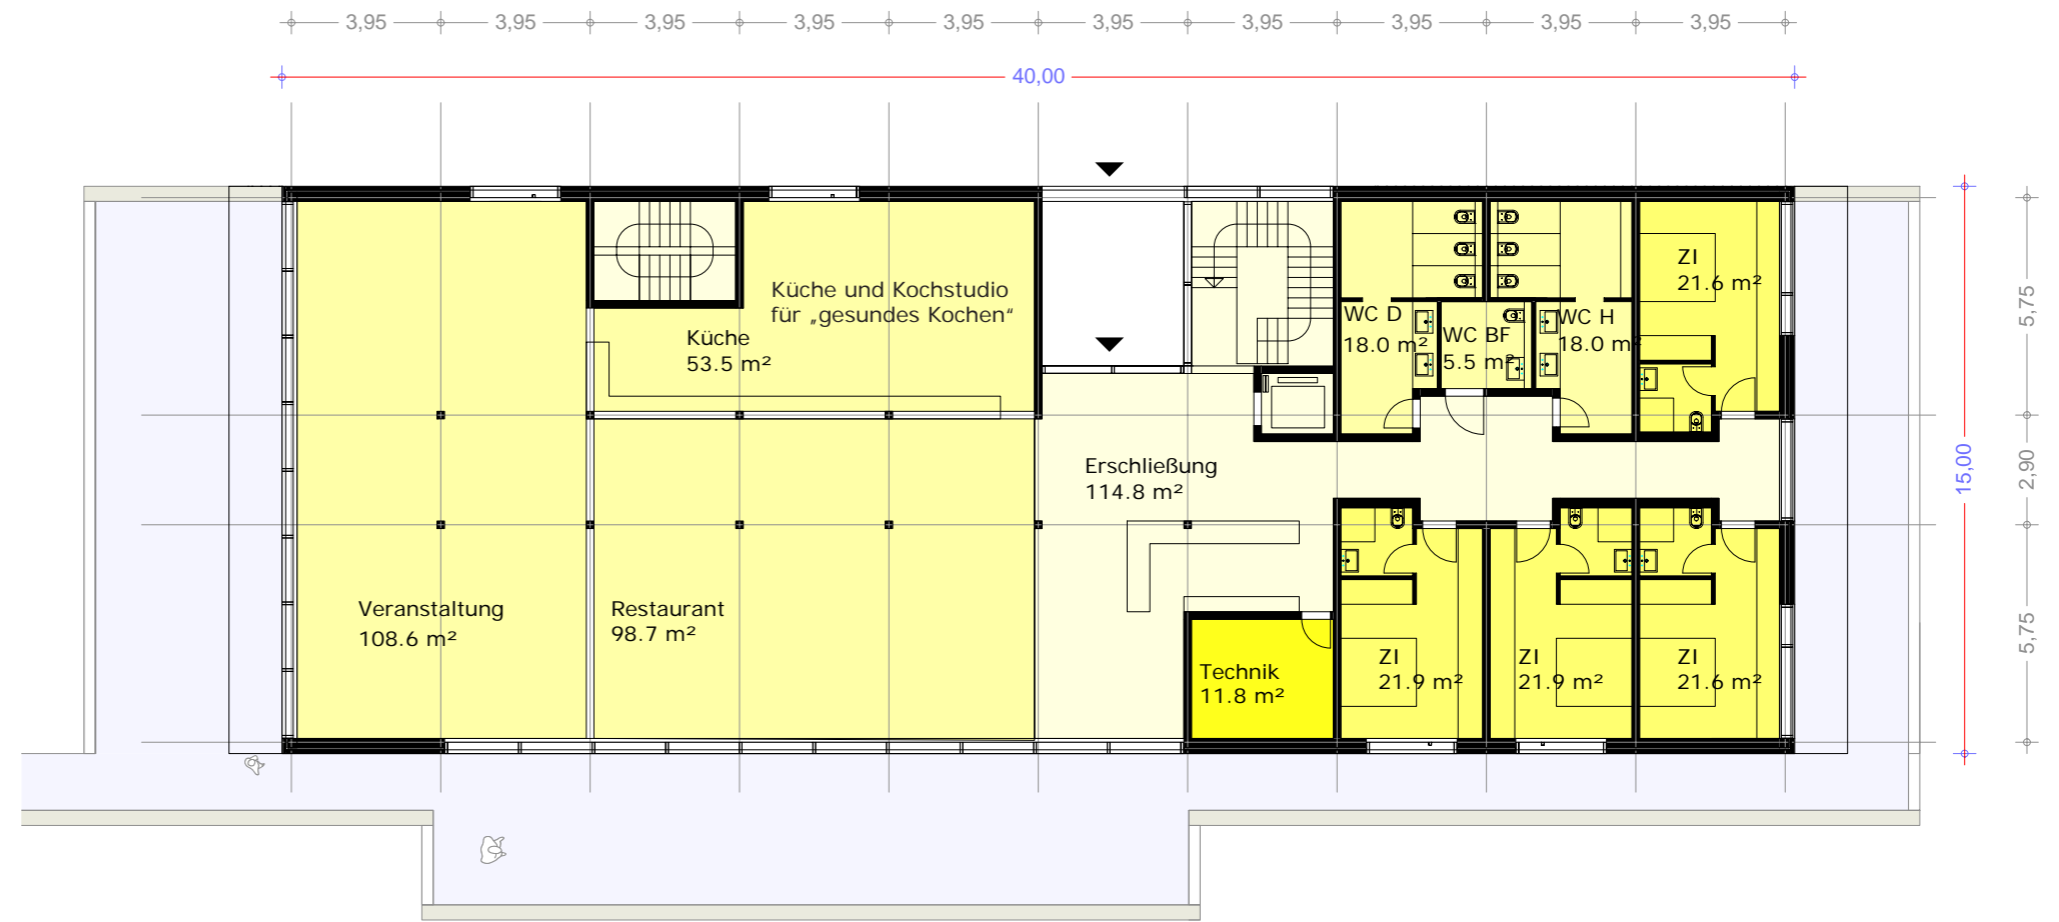 3,95 3,95 3,95 3,95 3,95 3,95 3,95 3,95 3,95 3,95
40,00
Küche und Kochstudio
für „gesundes Kochen“
Küche
53.5 m²
WC D
18.0 m²
WC BF
5.5 m²
WC H
18.0 m²
ZI
21.6 m²
5,75
2,90
5,75
15,00
Erschließung
114.8 m²
Veranstaltung
108.6 m²
Restaurant
98.7 m²
Technik
11.8 m²
ZI
21.9 m²
ZI
21.9 m²
ZI
21.6 m²